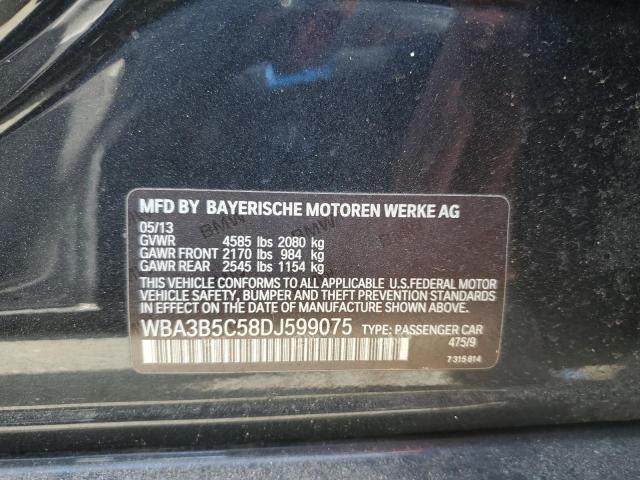 MFD BY BAYERISCHE MOTOREN WERKE AG
05/13
GVWR 4585 lbs 2080 kg
GAWR FRONT 2170 lbs 984 kg
GAWR REAR 2545 lbs 1154 kg
THIS VEHICLE CONFORMS TO ALL APPLICABLE U.S.FEDERAL MOTOR
VEHICLE SAFETY, BUMPER AND THEFT PREVENTION STANDARDS
IN EFFECT ON THE DATE OF MANUFACTURE SHOWN ABOVE.
WBA3B5C58DJ599075 TYPE: PASSENGER CAR
475/9
7 315 814